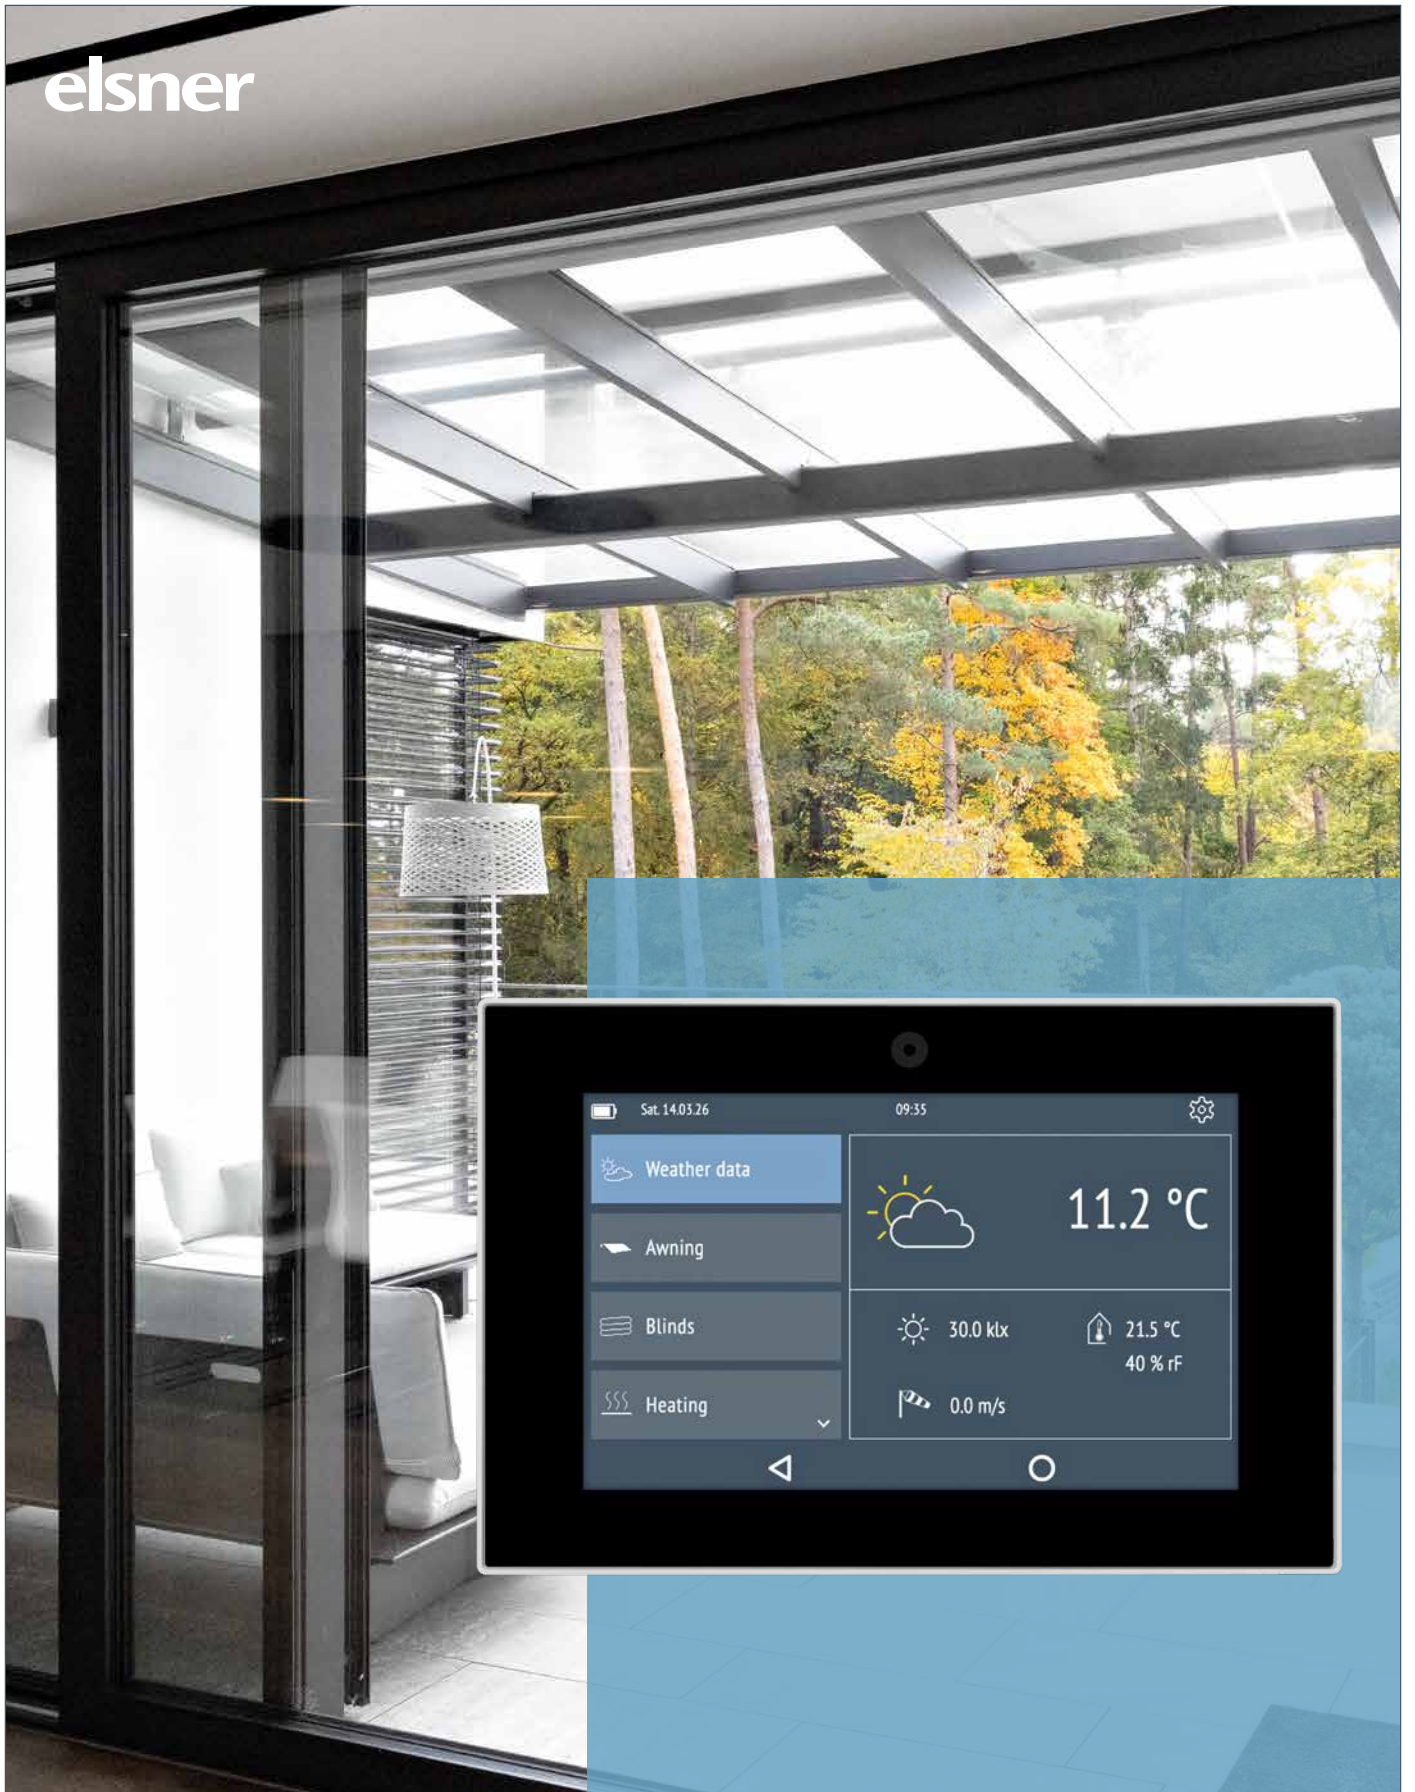 elsner
Sat. 14.03.26
09:35
Weather data
Awning
Blinds
Heating
11.2 °C
30.0 klx
21.5 °C
40 % rF
0.0 m/s